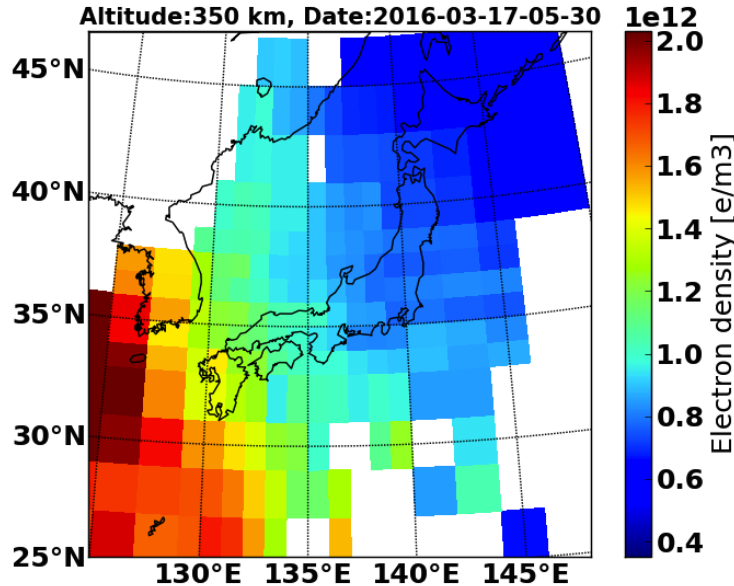 Altitude:350 km, Date:2016-03-17-05-30
1e12
45°N
40°N
35°N
30°N
25°N
130°E
135°E
140°E
145°E
2.0
1.8
1.6
1.4
1.2
1.0
0.8
0.6
0.4
Electron density [e/m3]